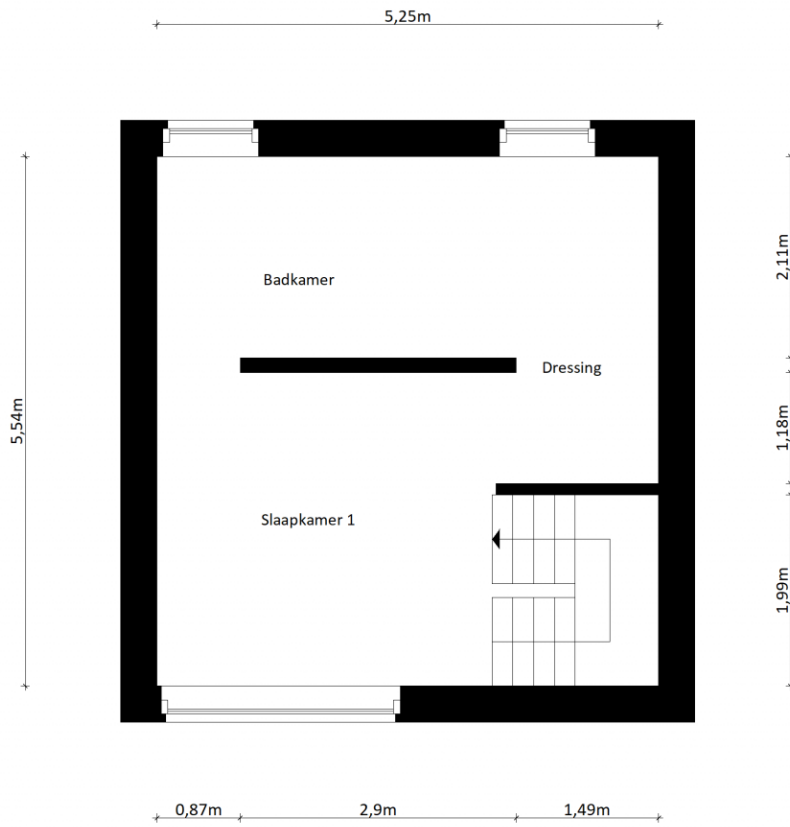 5,25m
2,11m
Badkamer
Dressing
5,54m
1,18m
Slaapkamer 1
1,99m
0,87m
2,9m
1,49m